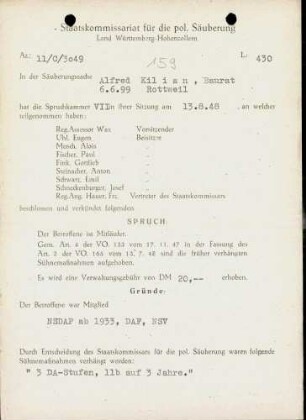 Staatskommissariat für die pol. Säuberung
Land Württemberg-Hohenzollern
Az.: 11/C/3049
159
L. 430
In der Säuberungssache
Alfred Kilian, Baurat
6.6.99 Rottweil
hat die Spruchkammer VII in ihrer Sitzung am 13.8.48 , an welcher
teilgenommen haben:
Reg.Assessor Wax Vorsitzender
Uhl, Eugen Beisitzer
Mendt, Alois "
Fischer, Paul "
Fink, Gottlieb "
Steinacher, Anton "
Schwarz, Emil "
Schneckenburger, Josef "
Reg.Ang. Hauser, Frz. Vertreter des Staatskommissars
beschlossen und verkündet folgenden
SPRUCH
Der Betroffene ist Mitläufer.
Gem. Art. 4 der VO. 133 vom 17. 11. 47 in der Fassung des
Art. 2 der VO. 165 vom 13. 7. 48 sind die früher verhängten
Sühnemaßnahmen aufgehoben.
Es wird eine Verwaltungsgebühr von DM 20,-- erhoben.
Gründe:
Der Betroffene war Mitglied
NSDAP ab 1933, DAF, NSV
Durch Entscheidung des Staatskommissars für die pol. Säuberung waren folgende
Sühnemaßnahmen verhängt worden:
" 3 DA-Stufen, 11b auf 3 Jahre."